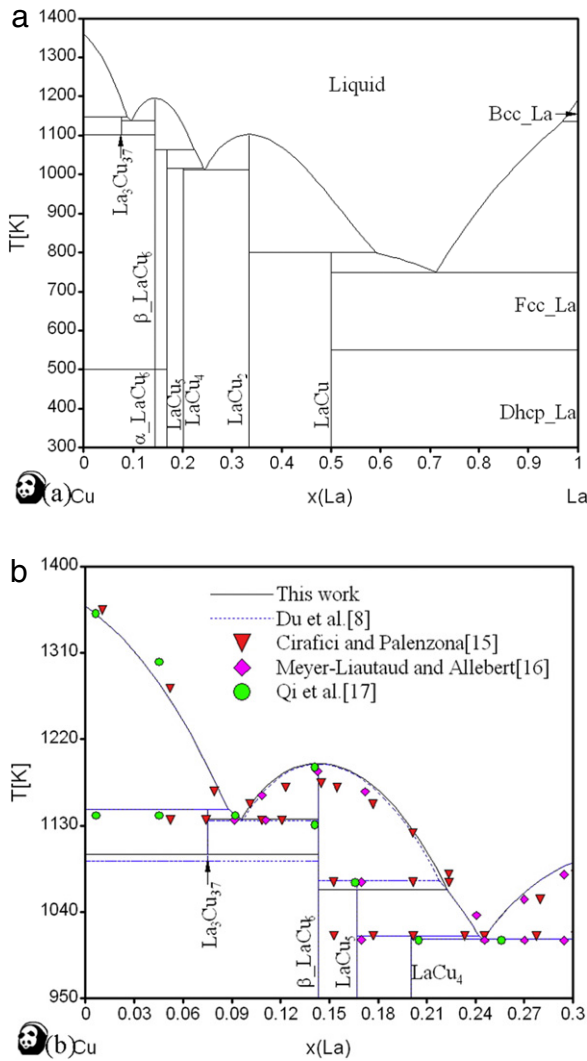 a
1400
1300
1200
1100
1000
900
800
700
600
500
400
300
T[K]
Liquid
Bcc_La
La3Cu37
β_LaCu6
α_LaCu6
LaCu5
LaCu4
LaCu2
LaCu
Fcc_La
Dhcp_La
0 0.1 0.2 0.3 0.4 0.5 0.6 0.7 0.8 0.9 1
(a) Cu x(La) La
b
1400
1310
1220
1130
1040
950
T[K]
This work
Du et al.[8]
Cirafici and Palenzona[15]
Meyer-Liautaud and Allebert[16]
Qi et al.[17]
La3Cu37
β_LaCu6
LaCu5
LaCu4
0 0.03 0.06 0.09 0.12 0.15 0.18 0.21 0.24 0.27 0.3
(b) Cu x(La)